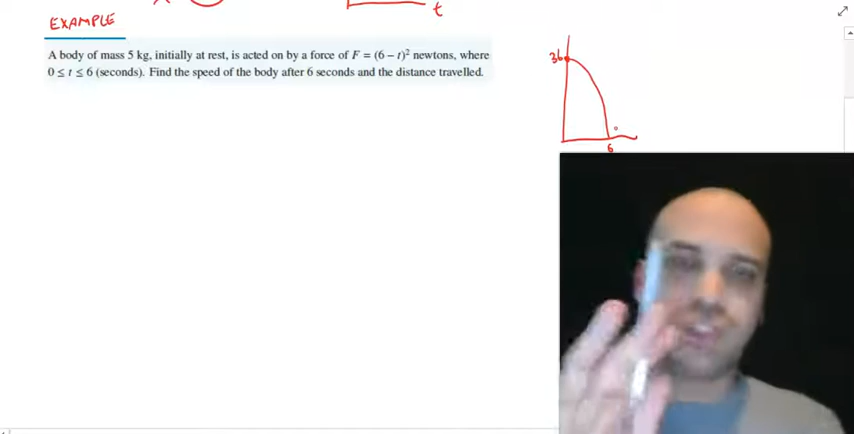 t
EXAMPLE
A body of mass 5 kg, initially at rest, is acted on by a force of F = (6 − t)² newtons, where
0 ≤ t ≤ 6 (seconds). Find the speed of the body after 6 seconds and the distance travelled.
36
6